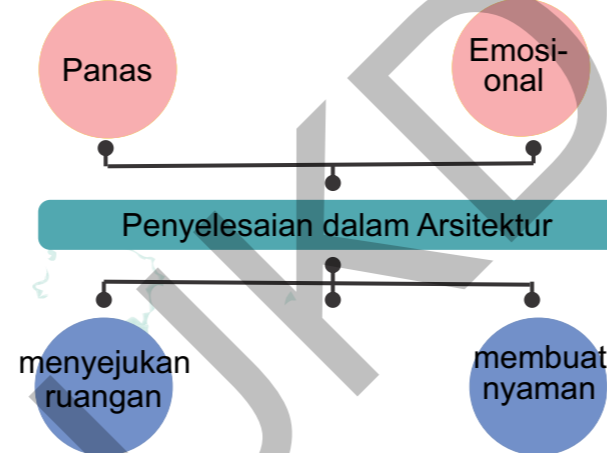 Panas
Emosi-
onal
Penyelesaian dalam Arsitektur
menyejukan
ruangan
membuat
nyaman